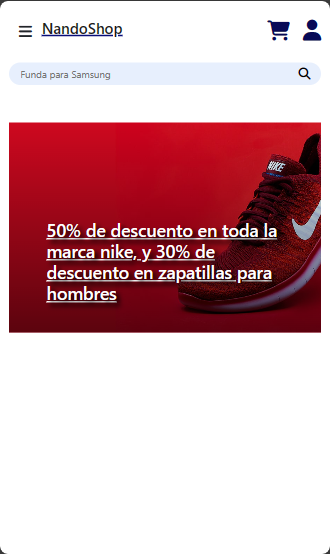 NandoShop
Funda para Samsung
NIKE
50% de descuento en toda la
marca nike, y 30% de
descuento en zapatillas para
hombres